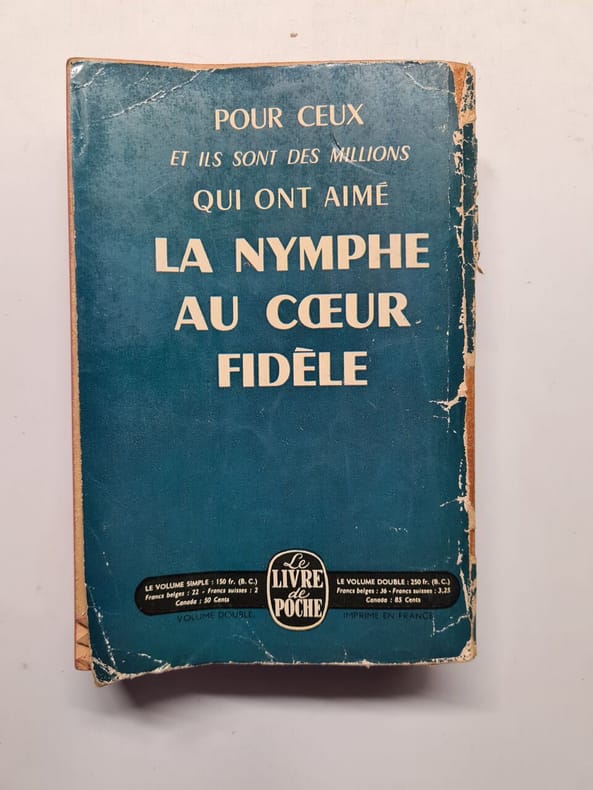 POUR CEUX
ET ILS SONT DES MILLIONS
QUI ONT AIMÉ
LA NYMPHE
AU CŒUR
FIDÈLE
LE VOLUME SIMPLE : 150 fr. (B. C.)
Francs belges : 22 - Francs suisses : 2
Canada : 50 Cents
Le
LIVRE
de
POCHE
LE VOLUME DOUBLE : 250 fr. (B. C.)
Francs belges : 36 - Francs suisses : 3,25
Canada : 85 Cents
VOLUME DOUBLE.
IMPRIMÉ EN FRANCE